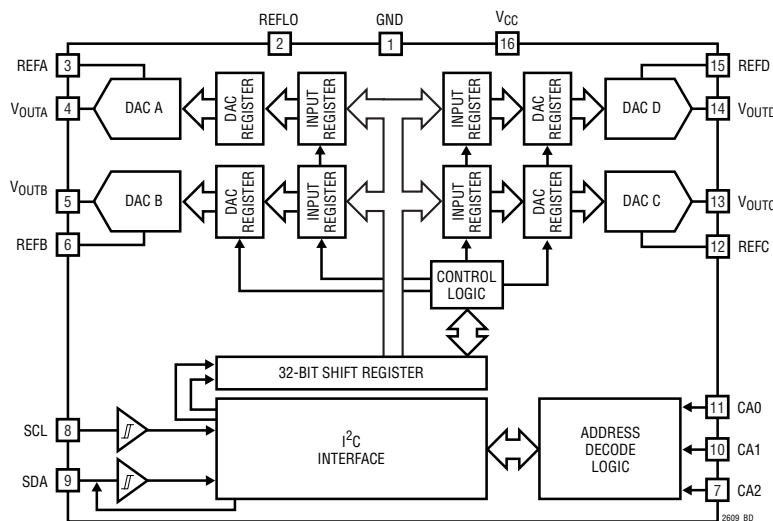 REFLO
GND
VCC
2
1
16
REFA
3
15
REFD
VOUTA
4
DAC A
DAC
REGISTER
INPUT
REGISTER
INPUT
REGISTER
DAC
REGISTER
DAC D
14
VOUTD
VOUTB
5
DAC B
DAC
REGISTER
INPUT
REGISTER
INPUT
REGISTER
DAC
REGISTER
DAC C
13
VOUTC
REFB
6
12
REFC
CONTROL
LOGIC
32-BIT SHIFT REGISTER
SCL
8
I2C
INTERFACE
ADDRESS
DECODE
LOGIC
11
CA0
10
CA1
SDA
9
7
CA2
2609 BD